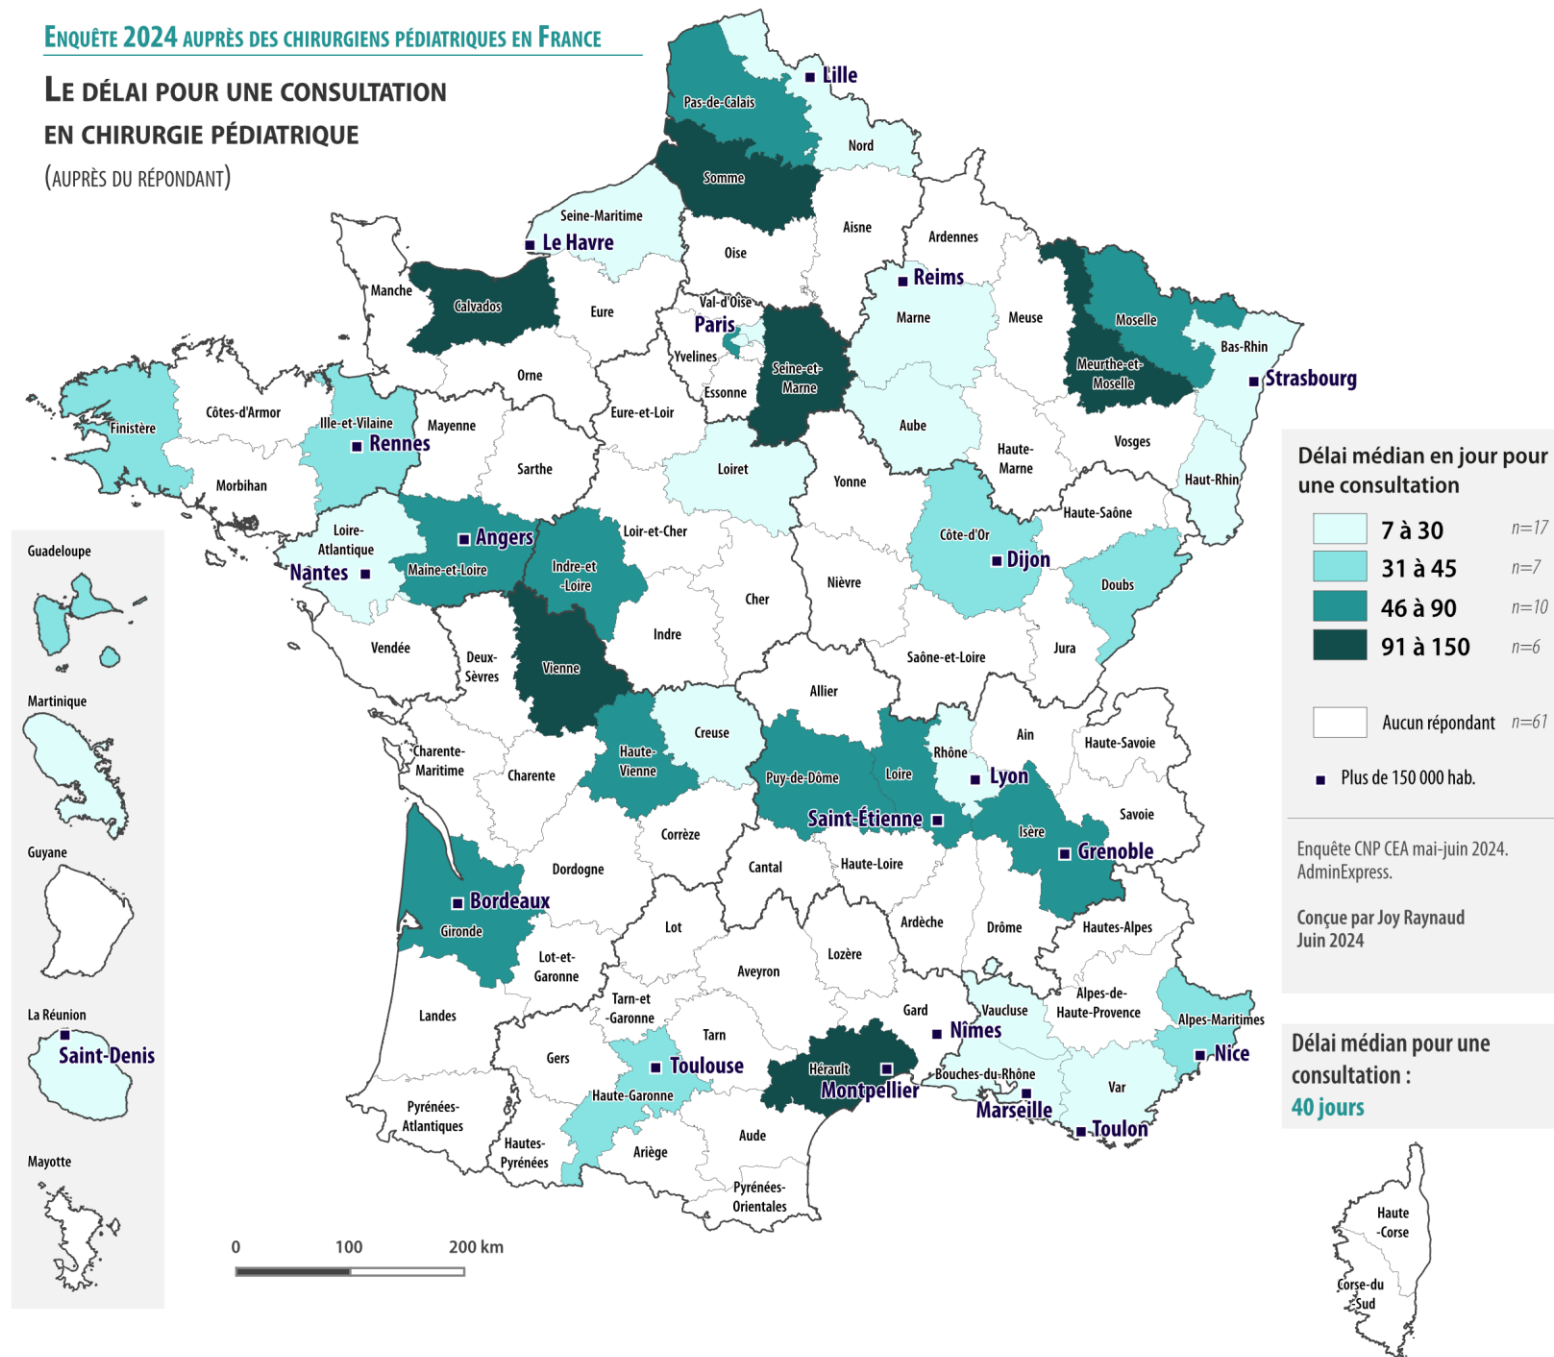 Enquête 2024 auprès des chirurgiens pédiatriques en France
Le délai pour une consultation
en chirurgie pédiatrique
(auprès du répondant)
Lille
Pas-de-Calais
Nord
Somme
Seine-Maritime
Le Havre
Oise
Aisne
Ardennes
Reims
Manche
Calvados
Eure
Val-d'Oise
Paris
Yvelines
Essonne
Seine-et-
Marne
Marne
Meuse
Moselle
Meurthe-et-
Moselle
Bas-Rhin
Strasbourg
Orne
Eure-et-Loir
Finistère
Côtes-d'Armor
Ille-et-Vilaine
Rennes
Mayenne
Morbihan
Sarthe
Loiret
Aube
Yonne
Haute-
Marne
Vosges
Haut-Rhin
Haute-Saône
Loire-
Atlantique
Nantes
Angers
Maine-et-Loire
Indre-et
-Loire
Loir-et-Cher
Côte-d'Or
Dijon
Doubs
Nièvre
Cher
Indre
Vendée
Deux-
Sèvres
Vienne
Saône-et-Loire
Jura
Allier
Charente-
Maritime
Charente
Haute-
Vienne
Creuse
Puy-de-Dôme
Loire
Rhône
Lyon
Ain
Haute-Savoie
Savoie
Saint-Étienne
Isère
Grenoble
Corrèze
Dordogne
Cantal
Haute-Loire
Bordeaux
Gironde
Lot-et-
Garonne
Lot
Aveyron
Lozère
Ardèche
Drôme
Hautes-Alpes
Landes
Tarn-et
-Garonne
Tarn
Gard
Nîmes
Vaucluse
Alpes-de-
Haute-Provence
Alpes-Maritimes
Nice
Gers
Toulouse
Haute-Garonne
Hérault
Montpellier
Bouches-du-Rhône
Marseille
Var
Toulon
Pyrénées-
Atlantiques
Hautes-
Pyrénées
Ariège
Aude
Pyrénées-
Orientales
Haute
-Corse
Corse-du
-Sud
Guadeloupe
Martinique
Guyane
La Réunion
Saint-Denis
Mayotte
0 100 200 km
Délai médian en jour pour
une consultation
7 à 30 n=17
31 à 45 n=7
46 à 90 n=10
91 à 150 n=6
Aucun répondant n=61
Plus de 150 000 hab.
Enquête CNP CEA mai-juin 2024.
AdminExpress.
Conçue par Joy Raynaud
Juin 2024
Délai médian pour une
consultation :
40 jours